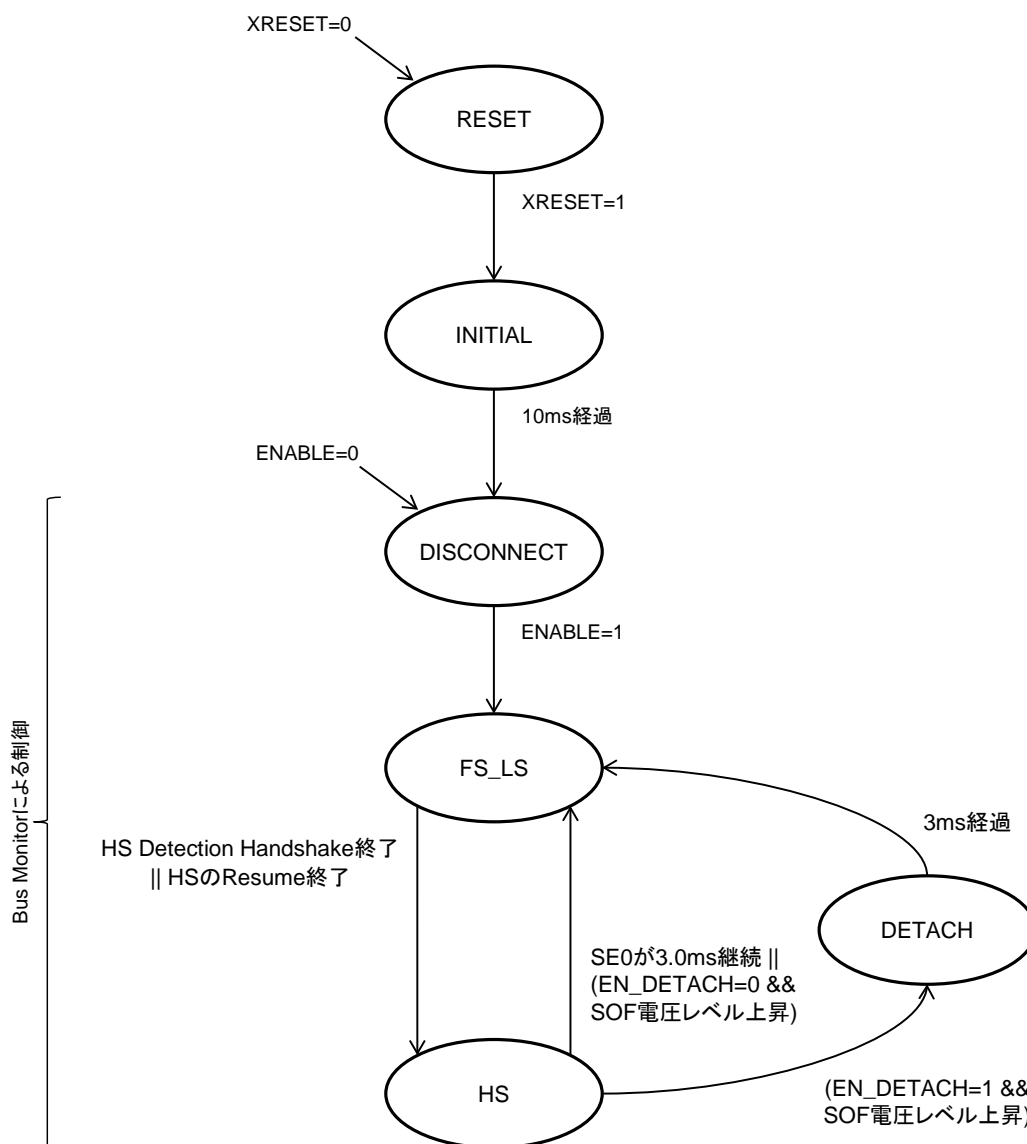 XRESET=0
RESET
XRESET=1
INITIAL
10ms経過
ENABLE=0
DISCONNECT
ENABLE=1
Bus Monitorによる制御
FS_LS
3ms経過
HS Detection Handshake終了
|| HSのResume終了
DETACH
SE0が3.0ms継続 ||
(EN_DETACH=0 &&
SOF電圧レベル上昇)
HS
(EN_DETACH=1 &&
SOF電圧レベル上昇)